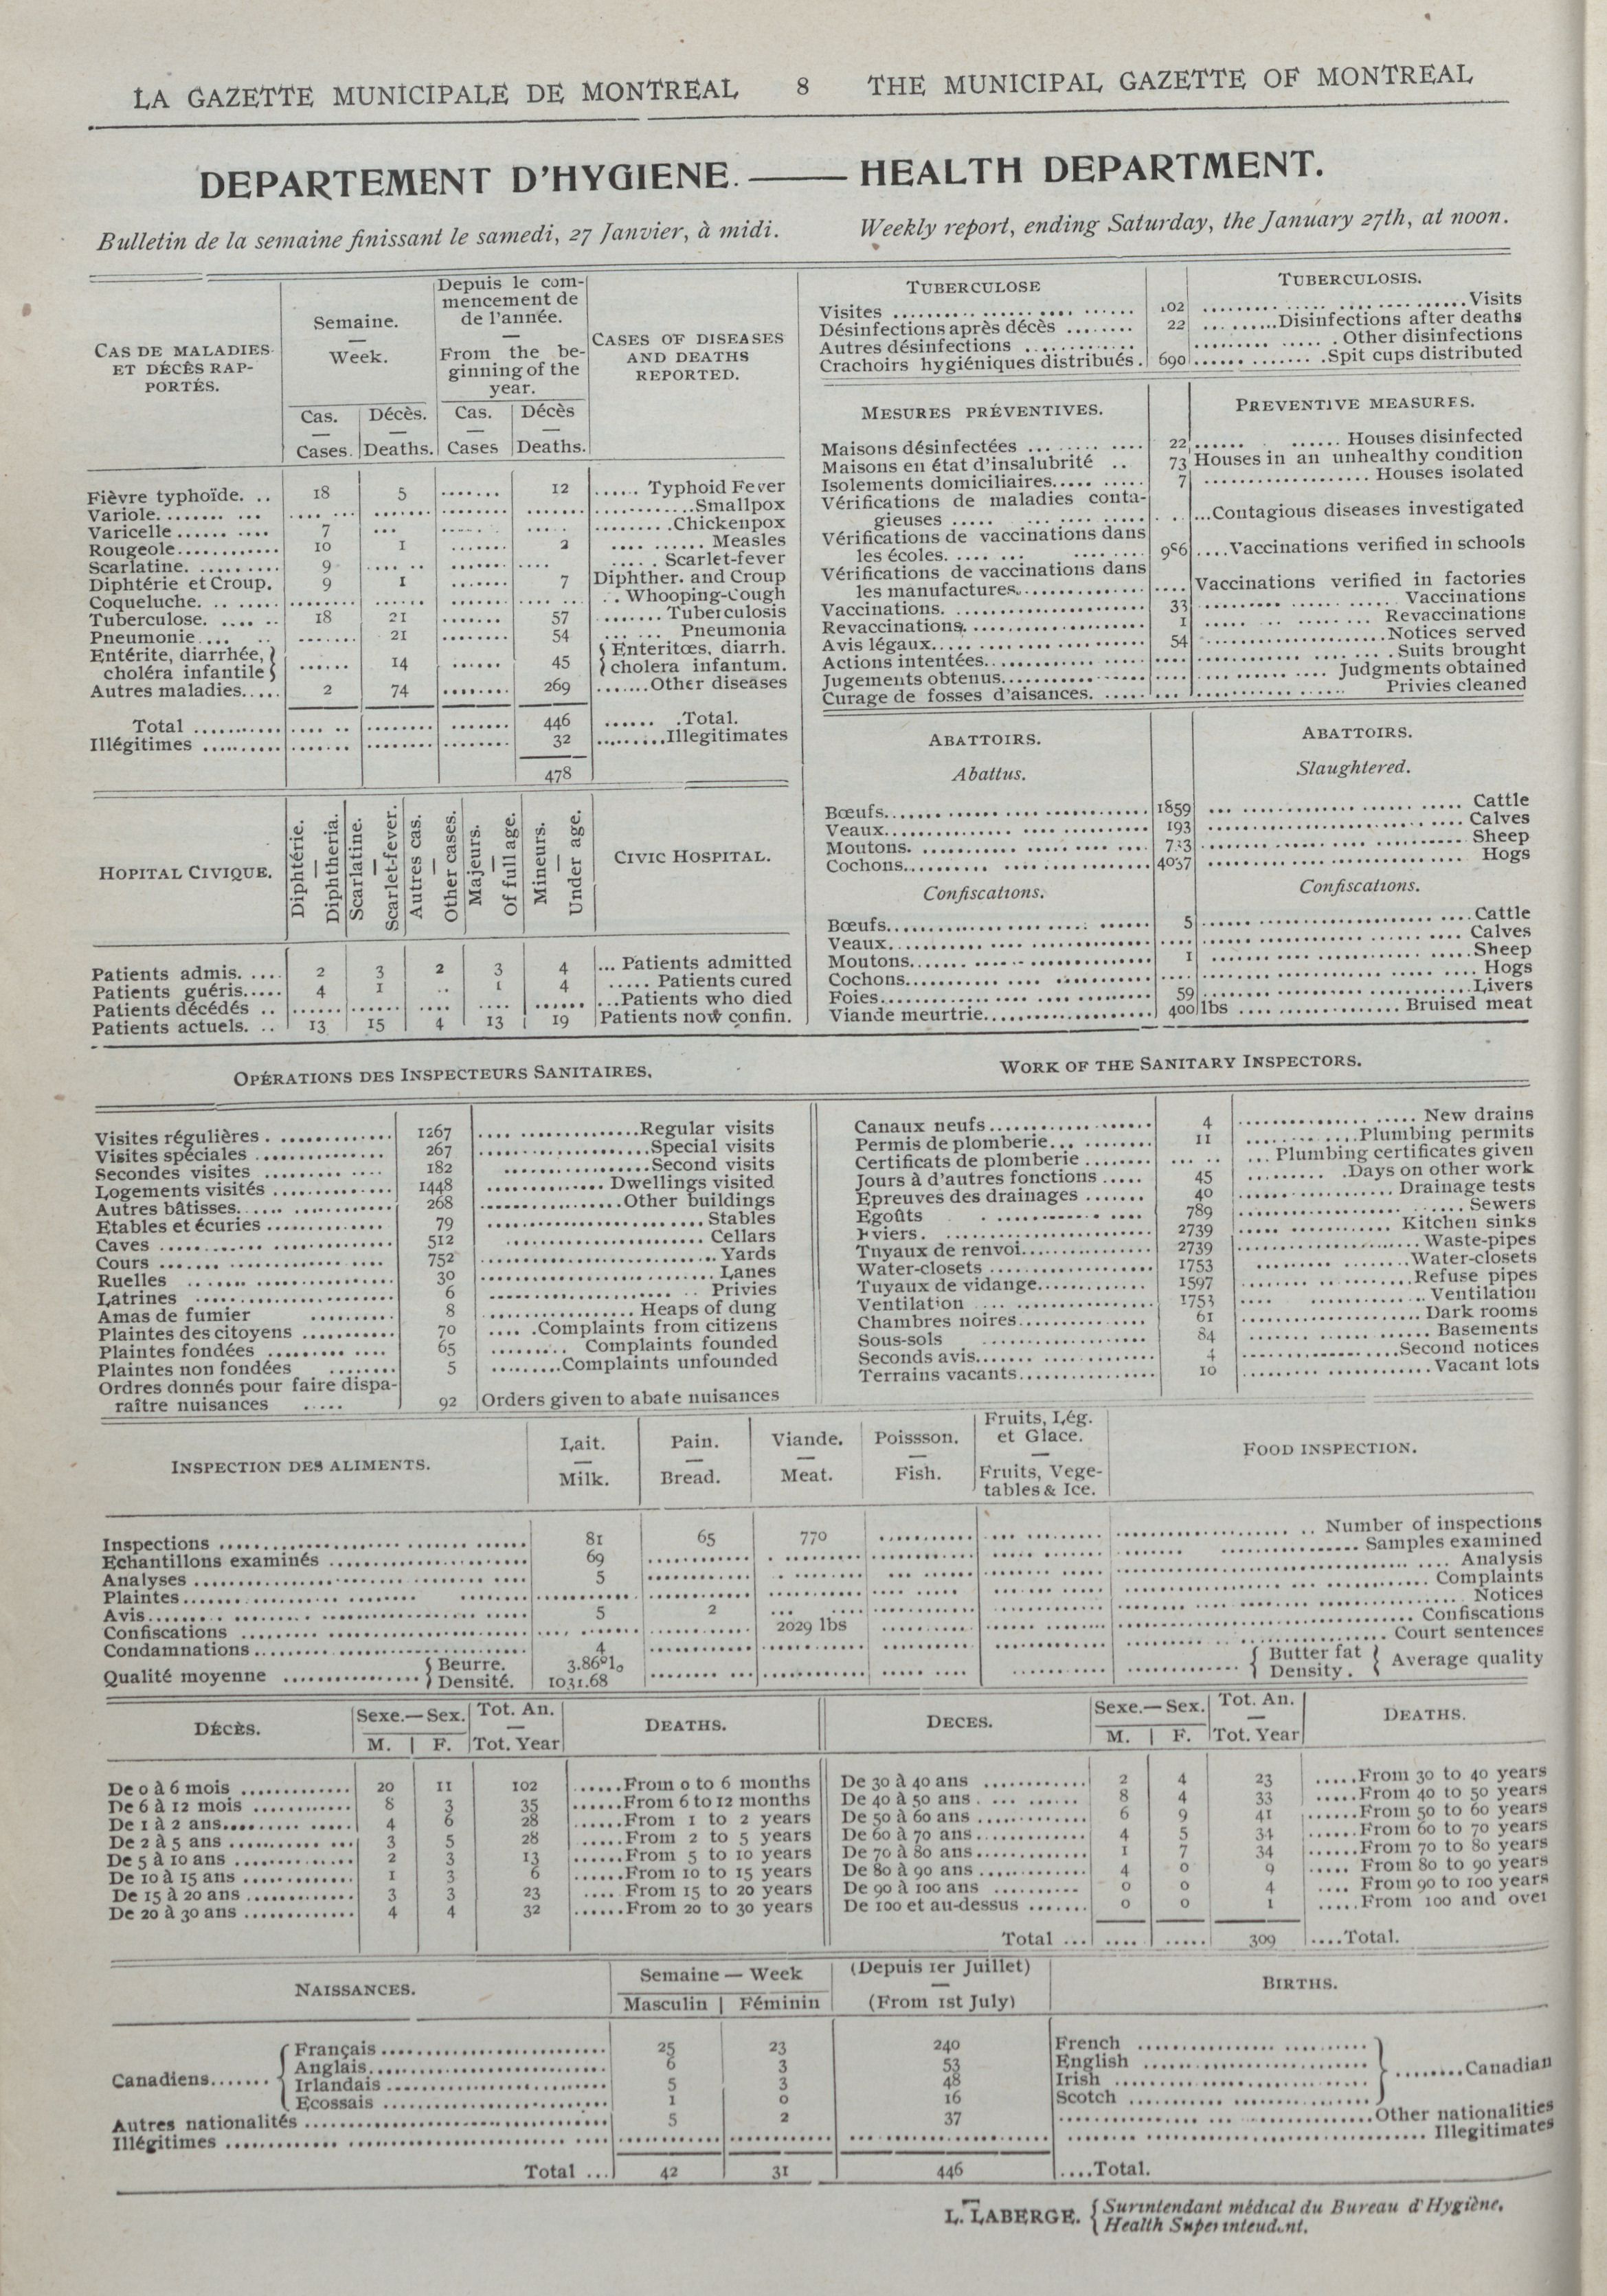 LA GAZETTE MUNICIPALE DE MONTREAL 8 THE MUNICIPAL GAZETTE OF MONTREAL
DEPARTEMENT D'HYGIENE. —— HEALTH DEPARTMENT.
Bulletin de la semaine finissant le samedi, 27 Janvier, à midi. Weekly report, ending Saturday, the January 27th, at noon.
CAS DE MALADIES ET DÉCÈS RAPPORTÉS.
Semaine. — Week.
Depuis le commencement de de l'année. — From the beginning of the year.
CASES OF DISEASES AND DEATHS REPORTED.
Cas. — Cases. Décès. — Deaths. Cas. — Cases Décès — Deaths.
Fièvre typhoïde. .. 18 5 ....... 12 ...... Typhoid Fever
Variole........ ... .... ... ....... ........ ....... ............Smallpox
Varicelle ...... .... 7 ... ...... . ..... .........Chickenpox
Rougeole............ 10 1 ....... 2 .... ...... Measles
Scarlatine. ......... 9 .... .. ....... .... ..... . Scarlet-fever
Diphtérie et Croup. 9 1 ....... 7 Diphther. and Croup
Coqueluche. .. ..... ........ ...... ....... .... ... . . Whooping-Cough
Tuberculose. .... .. 18 21 ....... 57 ........ Tuberculosis
Pneumonie.... .. ....... 21 ........ 54 ... ... Pneumonia
Entérite, diarrhée, } ...... 14 ...... 45 { Enteritœs, diarrh.
choléra infantile } { cholera infantum.
Autres maladies..... 2 74 ........ 269 .......Other diseases
Total ............ .... .. ........ ....... 446 ...... .Total.
Illégitimes .......... ....... ........ ........ 32 .........Illegitimates
478
HOPITAL CIVIQUE.
Diphtérie. — Diphtheria.
Scarlatine. — Scarlet-fever.
Autres cas. — Other cases.
Majeurs. — Of full age.
Mineurs. — Under age.
CIVIC HOSPITAL.
Patients admis. .... 2 3 2 3 4 ... Patients admitted
Patients guéris..... 4 1 .. 1 4 ..... Patients cured
Patients décédés .. ...... ...... .... .... ...... ...Patients who died
Patients actuels. .. 13 15 4 13 19 Patients now confin.
TUBERCULOSE TUBERCULOSIS.
Visites .......... .......... ...... 102 ......... ...... .... ......Visits
Désinfections après décès ........ 22 ... ......Disinfections after deaths
Autres désinfections ............. ......... ..... . Other disinfections
Crachoirs hygiéniques distribués. 690 ...... ....... .Spit cups distributed
MESURES PRÉVENTIVES. PREVENTIVE MEASURES.
Maisons désinfectées ... ..... .... 22 ...... . ...... Houses disinfected
Maisons en état d'insalubrité .. 73 Houses in an unhealthy condition
Isolements domiciliaires..... ..... 7 ................... Houses isolated
Vérifications de maladies conta-
gieuses ..... ... .... ..... . . ...Contagious diseases investigated
Vérifications de vaccinations dans
les écoles. .... ... .... ..... 966 ....Vaccinations verified in schools
Vérifications de vaccinations dans
les manufactures............... .... Vaccinations verified in factories
Vaccinations. ...................... 33 ......... ...... ..... Vaccinations
Revaccinations. .................... 1 ..... .. ... ...... Revaccinations
Avis légaux..... .................. 54 .....................Notices served
Actions intentées.. ................ .... ............. .... ... . Suits brought
Jugements obtenus................. .... ........ .... Judgments obtained
Curage de fosses d'aisances. ...... ... ........... ...... Privies cleaned
ABATTOIRS. ABATTOIRS.
Abattus. Slaughtered.
Bœufs....... ...... .... ............ 1859 ... ................. ..... Cattle
Veaux............... .... .......... 193 ........................ .... Calves
Moutons. ........... ..... .... ... 733 ........................ Sheep
Cochons.......... .... ............. 4037 .............................. Hogs
Confiscations. Confiscations.
Bœufs..................... ....: ...... 5 ...... ....................... ....Cattle
Veaux........... .... .............. .... ...................... .... Calves
Moutons....... ..... .............. 1 ............................. .....Sheep
Cochons........... .... ............ .... ..................... ..... .... Hogs
Foies........... .... .... ......... 59 ........................Livers
Viande meurtrie.................... 400 lbs .... .............. Bruised meat
OPÉRATIONS DES INSPECTEURS SANITAIRES. WORK OF THE SANITARY INSPECTORS.
Visites régulières . ............. 1267 .... ................Regular visits
Visites spéciales ............... 267 .......................Special visits
Secondes visites ......... .... 182 ...................Second visits
Logements visités .......... ... 1448 ............... Dwellings visited
Autres bâtisses...... ............ 268 .................Other buildings
Etables et écuries ............... 79 .......................... Stables
Caves ............. ............... 512 ........................ Cellars
Cours ....... ................ .... 752 ............................ Yards
Ruelles .. ..... .................. 30 ........................... Lanes
Latrines ..... ................... 6 ..................... .. Privies
Amas de fumier .......... 8 .................. Heaps of dung
Plaintes des citoyens ........... 70 .... .Complaints from citizens
Plaintes fondées ......... .... 65 ....... .. Complaints founded
Plaintes non fondées ........ 5 .........Complaints unfounded
Ordres donnés pour faire dispa-
raître nuisances ..... 92 Orders given to abate nuisances
Canaux neufs............. ...... 4 ................ ..... New drains
Permis de plomberie... ........ 11 .... ... ....Plumbing permits
Certificats de plomberie ........ ... .. ... Plumbing certificates given
Jours à d'autres fonctions ..... 45 ......... .Days on other work
Epreuves des drainages ....... 40 ................... Drainage tests
Egoûts . ........... .... 789 .................. ...... Sewers
viers. ......................... 2739 ..... ............ Kitchen sinks
Tuyaux de renvoi................ 2739 .....................Waste-pipes
Water-closets .................... 1753 ......... ........Water-closets
Tuyaux de vidange............. 1597 ........ ... ......Refuse pipes
Ventilation .... ................. 1753 .... .............. Ventilation
Chambres noires................ 61 ..................... Dark rooms
Sous-sols .................... 84 ........ ....... ...... Basements
Seconds avis....... .............. 4 ...................Second notices
Terrains vacants................. 10 ......... ............Vacant lots
INSPECTION DES ALIMENTS.
Lait. — Milk. Pain. — Bread. Viande. — Meat. Poissson. — Fish. Fruits, Lég. et Glace. — Fruits, Vegetables & Ice.
FOOD INSPECTION.
Inspections ..................... ....... ...... 81 65 770 ........... ... ......... ................... .. Number of inspections
Echantillons examinés ..................... 69 ............ . ......... ........... ...... ....... ....... ............... Samples examined
Analyses ................. ........ ..... .... 5 ............ . .......... ... ...... ....... ....... ................... .... Analysis
Plaintes..................... ....... ............. ............ ............ .... ..... ... ... ..... .............. ... ............ Complaints
Avis........ . ..... ............... ..... 5 2 ... .... ............ ............ ........ .... ... ................ Notices
Confiscations ......... ............ ..... .... ....... ............ 2029 lbs .......... ...... ....... .............................. Confiscations
Condamnations........................ 4 ............ ............ ........... ............ ......... .. .................. Court sentences
Qualité moyenne ................. { Beurre. 3.86%
Densité. 1031.68
{ Butter fat
Density. } Average quality
DÉCÈS. Sexe.—Sex. Tot. An. — Tot. Year DEATHS. DECES. Sexe.—Sex. Tot. An. — Tot. Year DEATHS.
M. F. M. F.
De 0 à 6 mois ............. 20 11 102 ......From 0 to 6 months De 30 à 40 ans ............ 2 4 23 .....From 30 to 40 years
De 6 à 12 mois ............ 8 3 35 ......From 6 to 12 months De 40 à 50 ans . ... ...... 8 4 33 .....From 40 to 50 years
De 1 à 2 ans......... ..... 4 6 28 ......From 1 to 2 years De 50 à 60 ans ............ 6 9 41 ......From 50 to 60 years
De 2 à 5 ans ........... ... 3 5 28 .....From 2 to 5 years De 60 à 70 ans............. 4 5 34 ......From 60 to 70 years
De 5 à 10 ans .............. 2 3 13 ......From 5 to 10 years De 70 à 80 ans............. 1 7 34 ......From 70 to 80 years
De 10 à 15 ans ............. 1 3 6 ......From 10 to 15 years De 80 à 90 ans............. 4 0 9 ..... From 80 to 90 years
De 15 à 20 ans ............. 3 3 23 .... From 15 to 20 years De 90 à 100 ans .......... 0 0 4 .... From 90 to 100 years
De 20 à 30 ans ............. 4 4 32 ......From 20 to 30 years De 100 et au-dessus ....... 0 0 1 .....From 100 and over
Total ... .... ..... 309 ....Total.
NAISSANCES. Semaine — Week (Depuis 1er Juillet) — (From 1st July) BIRTHS.
Masculin Féminin
Canadiens....... { Français .......................... 25 23 240 French .................. .......... } ........Canadian
Anglais........................... 6 3 53 English ..........................
Irlandais .......................... 5 3 48 Irish ..............................
Ecossais .......................... 1 0 16 Scotch ............................
Autres nationalités .................................... 5 2 37 ...................................Other nationalities
Illégitimes ............. ............................ .... ............ ............ ... ................. ........ .............................. Illegitimates
Total ... 42 31 446 ....Total.
L. LABERGE. { Surintendant médical du Bureau d'Hygiène.
Health Superintendent.